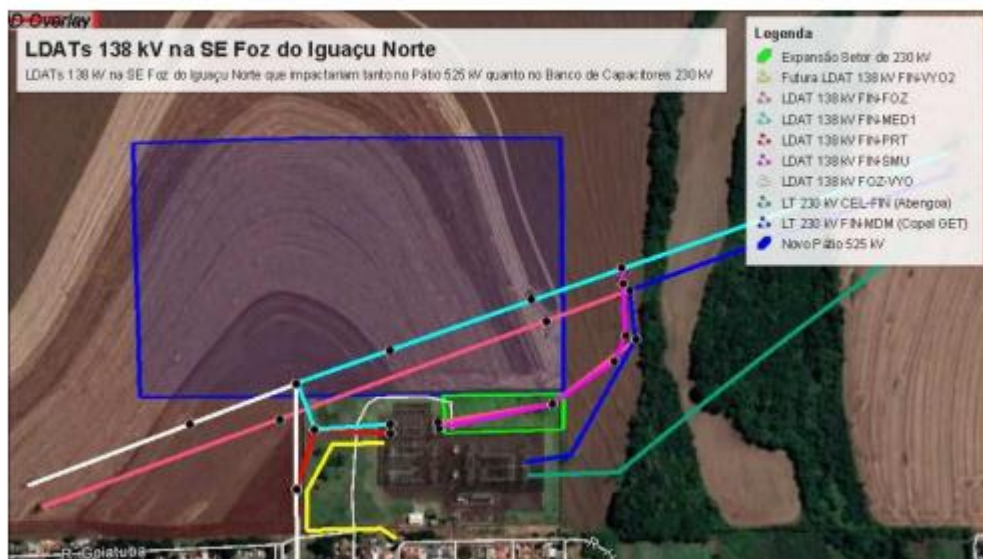 D Overlay
LDATs 138 kV na SE Foz do Iguaçu Norte
LDATs 138 kV na SE Foz do Iguaçu Norte que impactariam tanto no Pátio 525 kV quanto no Banco de Capacitores 230 kV
Legenda
Expansão Setor de 230 kV
Futura LDAT 138 kV FIN-VYO2
LDAT 138 kV FIN-FOZ
LDAT 138 kV FIN-MED1
LDAT 138 kV FIN-PRT
LDAT 138 kV FIN-SMU
LDAT 138 kV FOZ-VYO
LT 230 kV CEL-FIN (Abengoa)
LT 230 kV FIN-MDM (Copel GET)
Novo Pátio 525 kV
R. Goiatuba